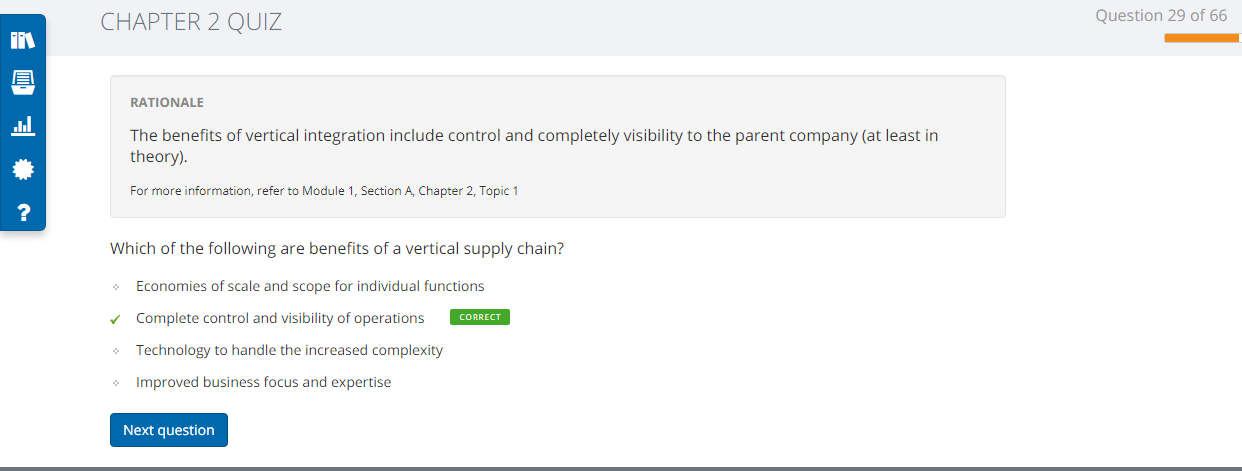 CHAPTER 2 QUIZ
Question 29 of 66
RATIONALE
The benefits of vertical integration include control and completely visibility to the parent company (at least in
theory).
For more information, refer to Module 1, Section A, Chapter 2, Topic 1
Which of the following are benefits of a vertical supply chain?
Economies of scale and scope for individual functions
Complete control and visibility of operations CORRECT
Technology to handle the increased complexity
Improved business focus and expertise
Next question